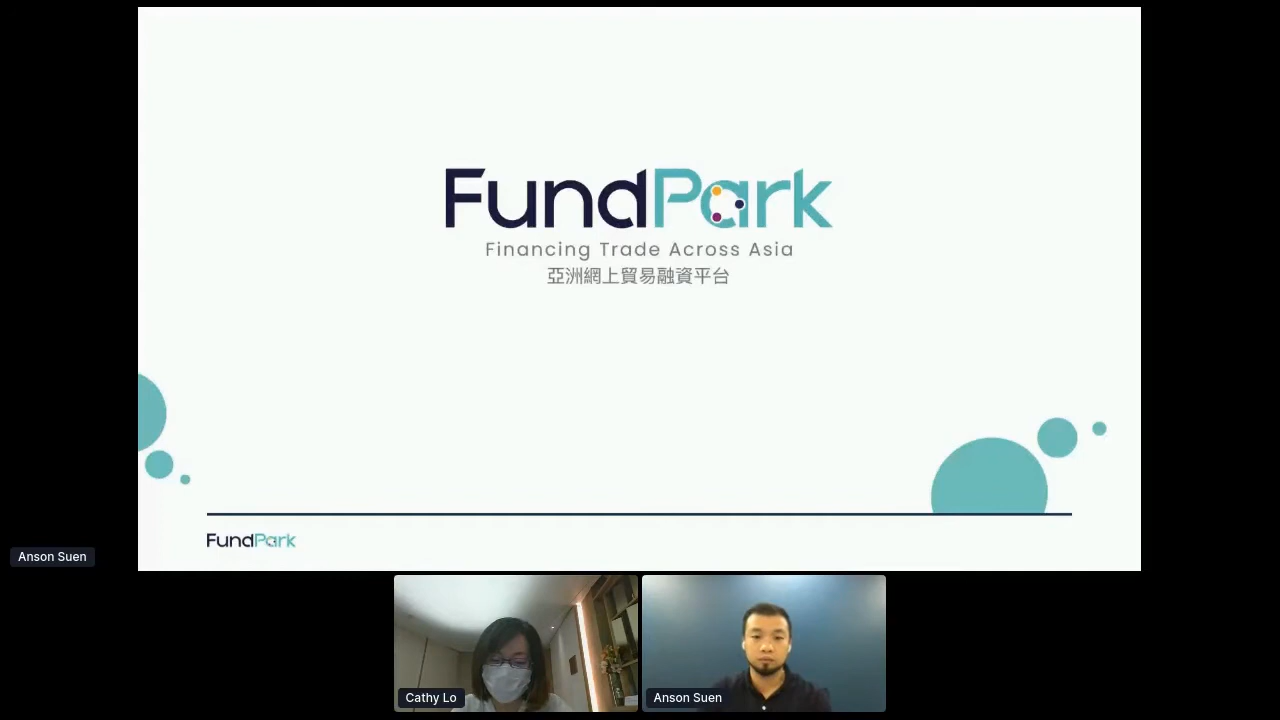 FundPark
Financing Trade Across Asia
亞洲網上貿易融資平台
FundPark
Anson Suen
Cathy Lo
Anson Suen